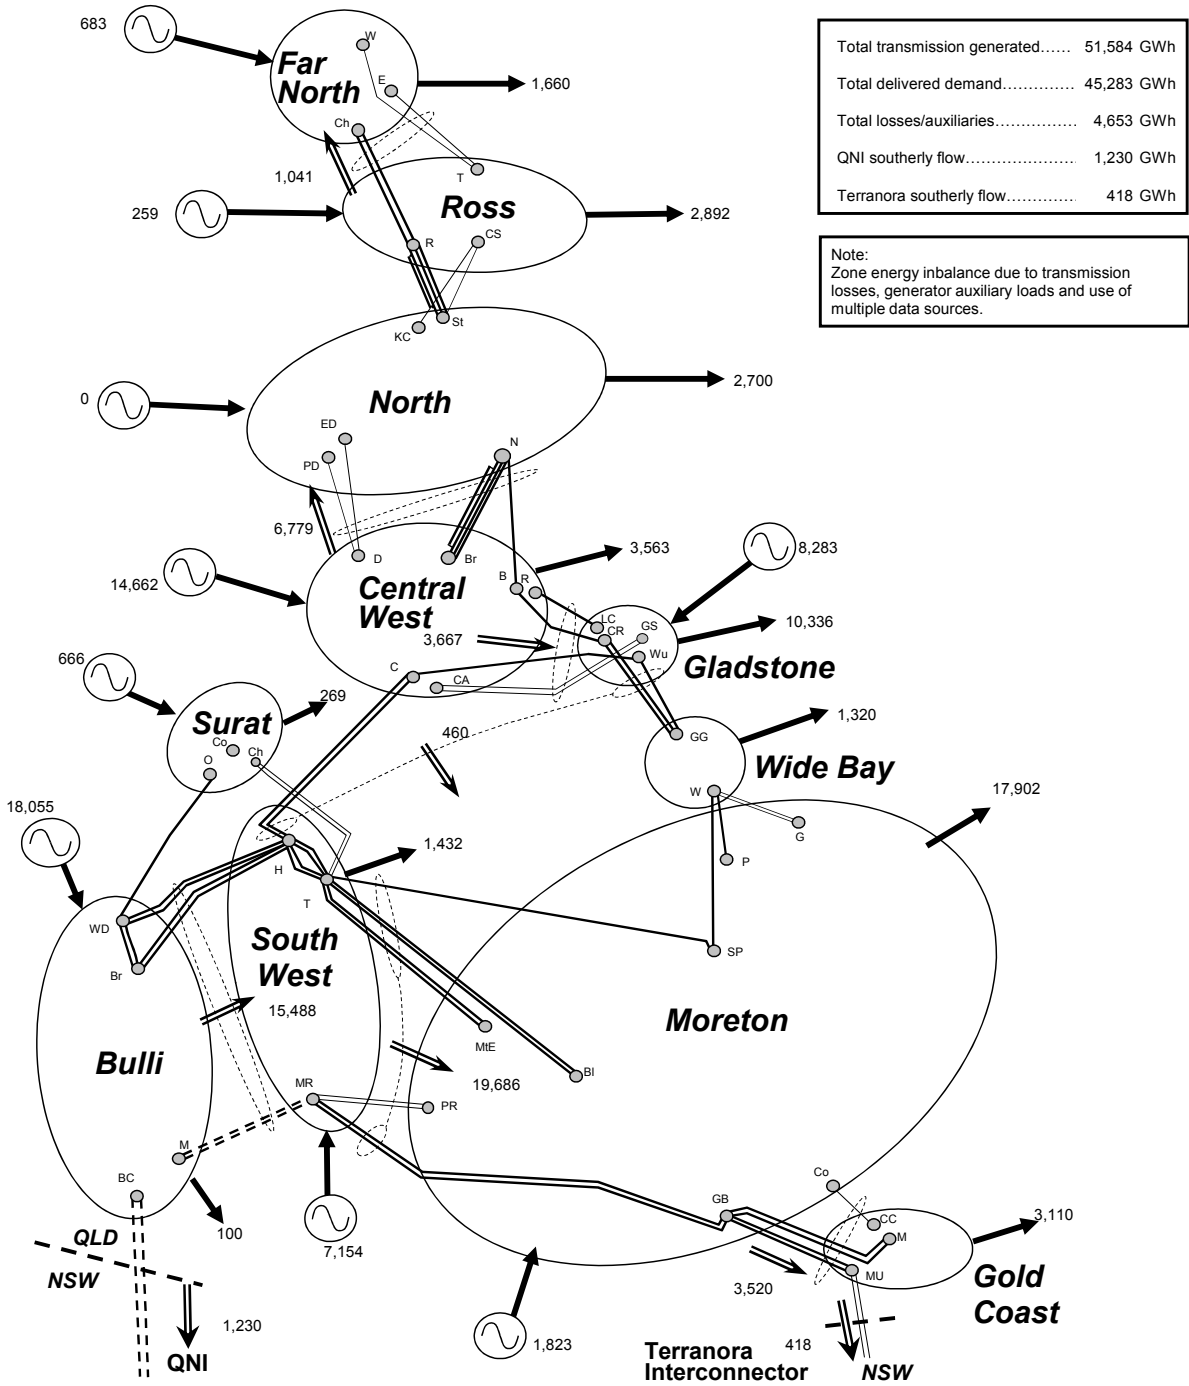 683
W
Far
North
E
1,660
Ch
1,041
T
259
Ross
2,892
R
CS
St
KC
0
North
2,700
ED
N
PD
6,779
D
Br
3,563
8,283
14,662
Central
West
B
R
LC
CR
GS
10,336
3,667
Wu
Gladstone
666
C
CA
269
Surat
Co
Ch
O
460
GG
1,320
Wide Bay
W
G
17,902
18,055
P
1,432
H
T
WD
South
West
SP
Br
15,488
Moreton
Bulli
MtE
19,686
BI
MR
PR
M
BC
Co
100
QLD
NSW
7,154
GB
CC
M
3,110
MU
3,520
Gold
Coast
1,230
QNI
1,823
Terranora
Interconnector
418
NSW
Total transmission generated...... 51,584 GWh
Total delivered demand.............. 45,283 GWh
Total losses/auxiliaries................ 4,653 GWh
QNI southerly flow...................... 1,230 GWh
Terranora southerly flow.............. 418 GWh
Note:
Zone energy inbalance due to transmission
losses, generator auxiliary loads and use of
multiple data sources.